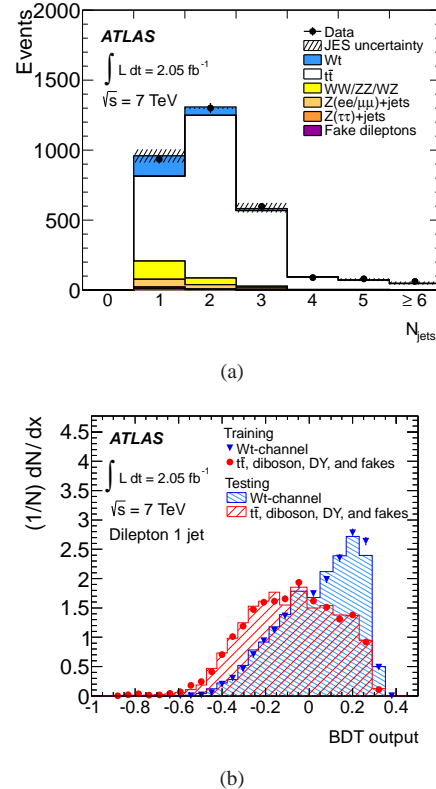 Events
2000
1500
1000
500
0
ATLAS
∫ L dt = 2.05 fb⁻¹
√s = 7 TeV
Data
JES uncertainty
Wt
tt̄
WW/ZZ/WZ
Z(ee/μμ)+jets
Z(ττ)+jets
Fake dileptons
0 1 2 3 4 5 ≥ 6
N_jets
(a)
(1/N) dN/dx
4.5
4
3.5
3
2.5
2
1.5
1
0.5
0
ATLAS
∫ L dt = 2.05 fb⁻¹
√s = 7 TeV
Dilepton 1 jet
Training
Wt-channel
tt̄, diboson, DY, and fakes
Testing
Wt-channel
tt̄, diboson, DY, and fakes
-1 -0.8 -0.6 -0.4 -0.2 0 0.2 0.4
BDT output
(b)